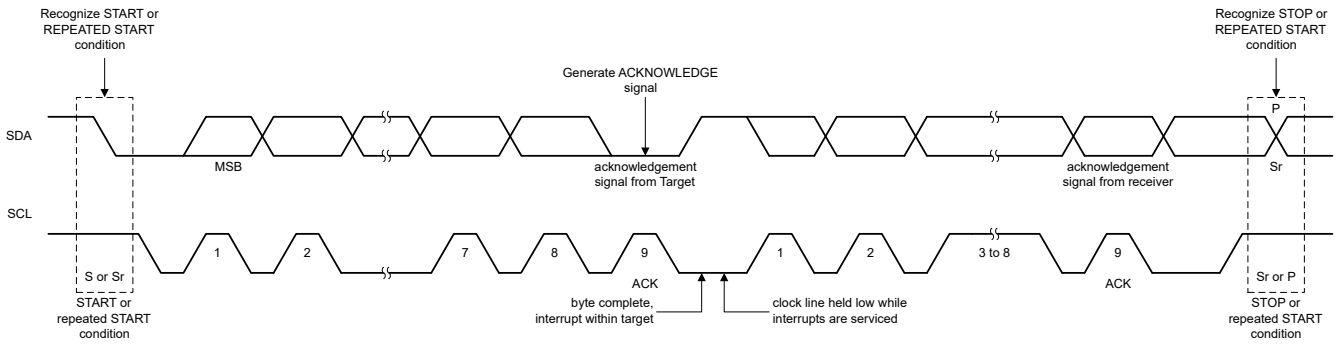 Recognize START or
REPEATED START
condition
Recognize STOP or
REPEATED START
condition
Generate ACKNOWLEDGE
signal
P
SDA
MSB
acknowledgement
signal from Target
acknowledgement
signal from receiver
Sr
SCL
1
2
7
8
9
1
2
3 to 8
9
S or Sr
ACK
ACK
Sr or P
START or
repeated START
condition
byte complete,
interrupt within target
clock line held low while
interrupts are serviced
STOP or
repeated START
condition